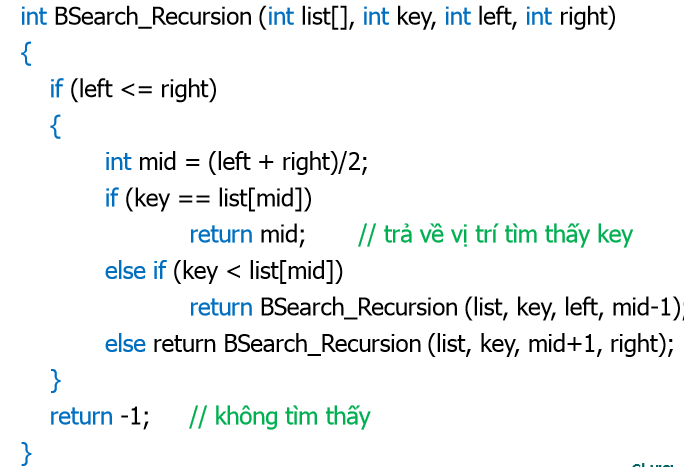 int BSearch_Recursion (int list[], int key, int left, int right)
{
if (left <= right)
{
int mid = (left + right)/2;
if (key == list[mid])
return mid; // trả về vị trí tìm thấy key
else if (key < list[mid])
return BSearch_Recursion (list, key, left, mid-1);
else return BSearch_Recursion (list, key, mid+1, right);
}
return -1; // không tìm thấy
}